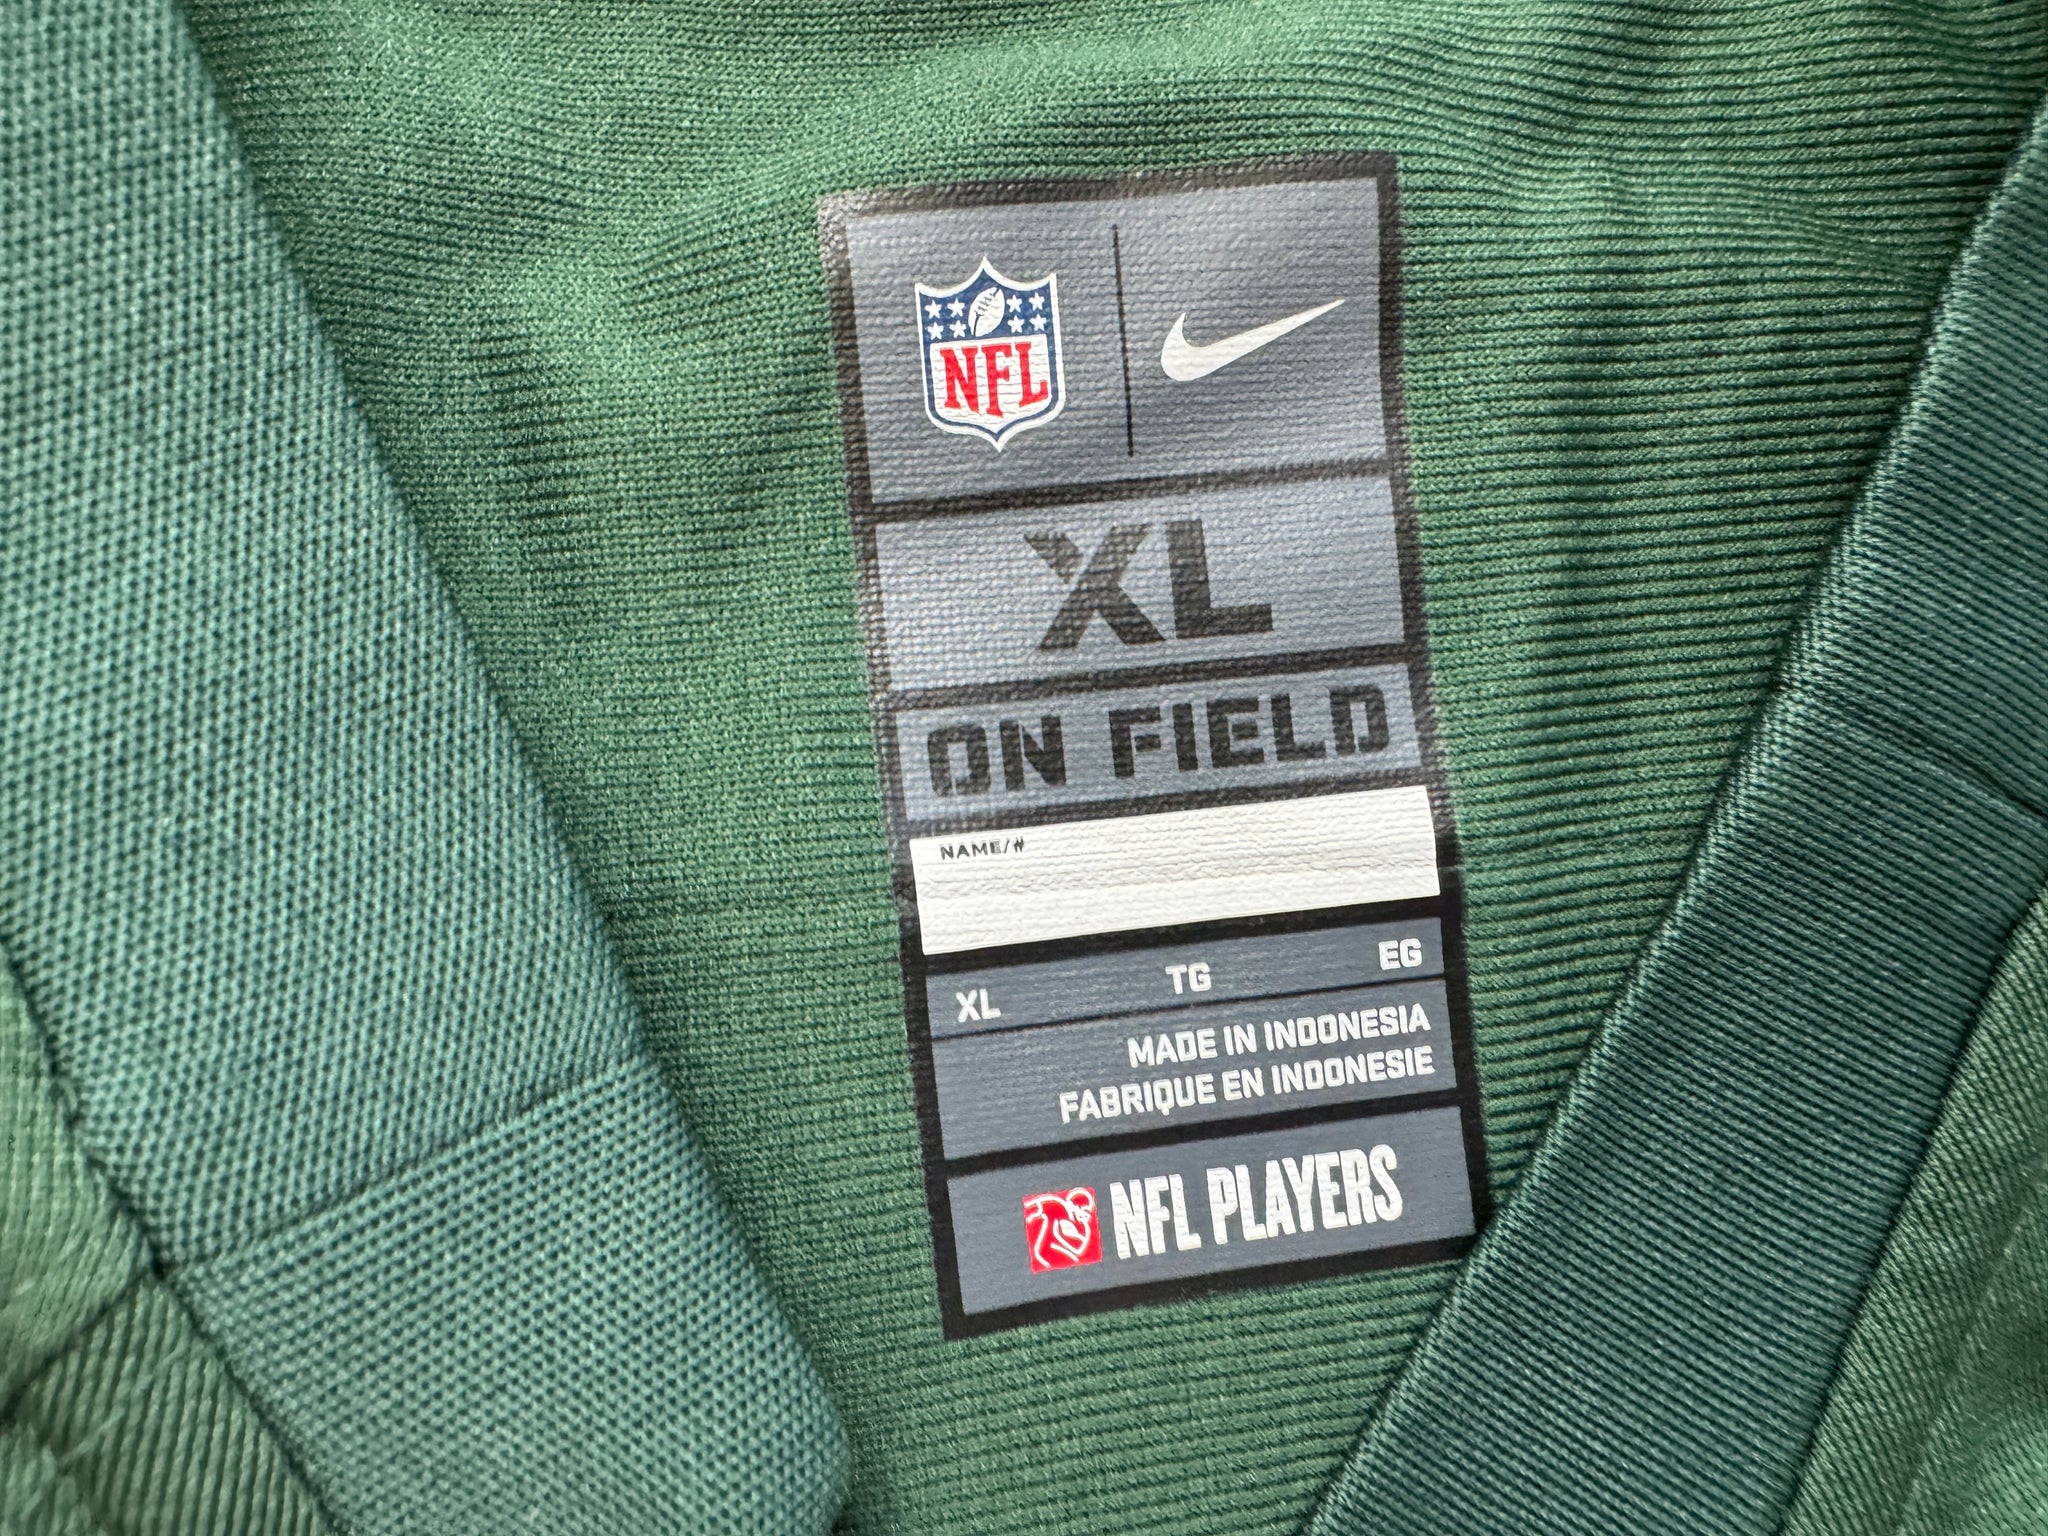 NFL
XL
ON FIELD
NAME/#
XL TG EG
MADE IN INDONESIA
FABRIQUE EN INDONESIE
NFL PLAYERS